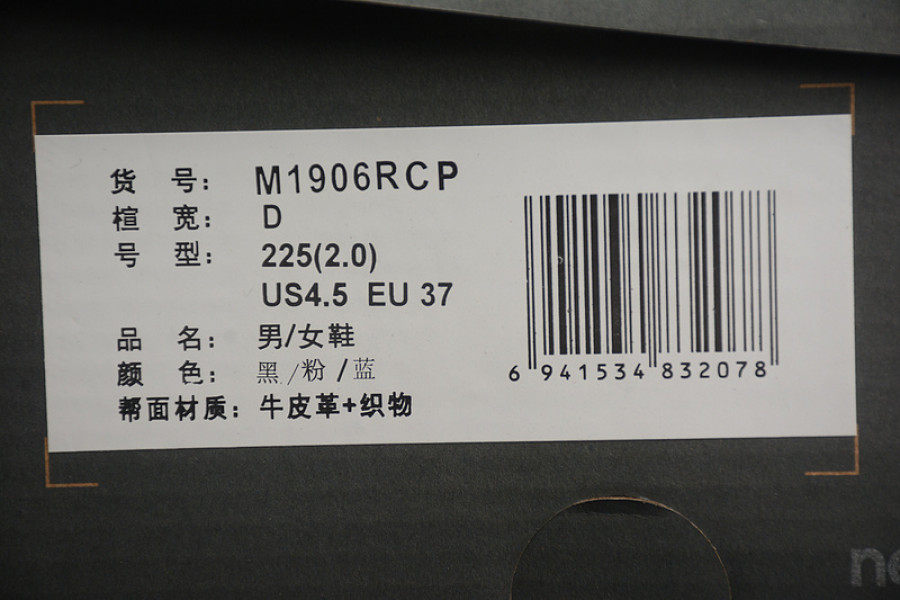 货 号: M1906RCP
楦 宽: D
号 型: 225(2.0)
US4.5 EU 37
品 名: 男/女鞋
颜 色: 黑/粉/蓝
帮面材质: 牛皮革+织物
6 941534 832078
ne